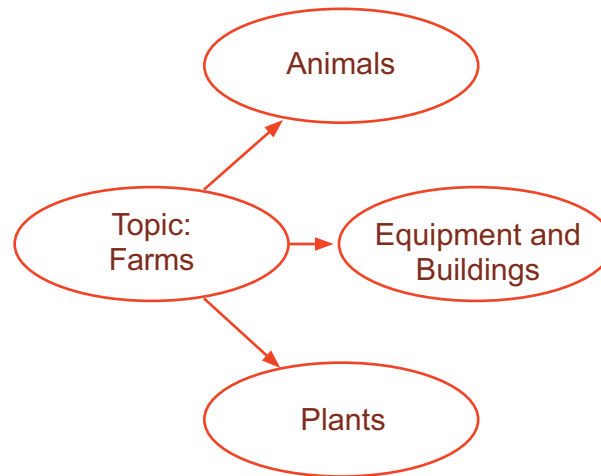 Animals
Topic:
Farms
Equipment and
Buildings
Plants